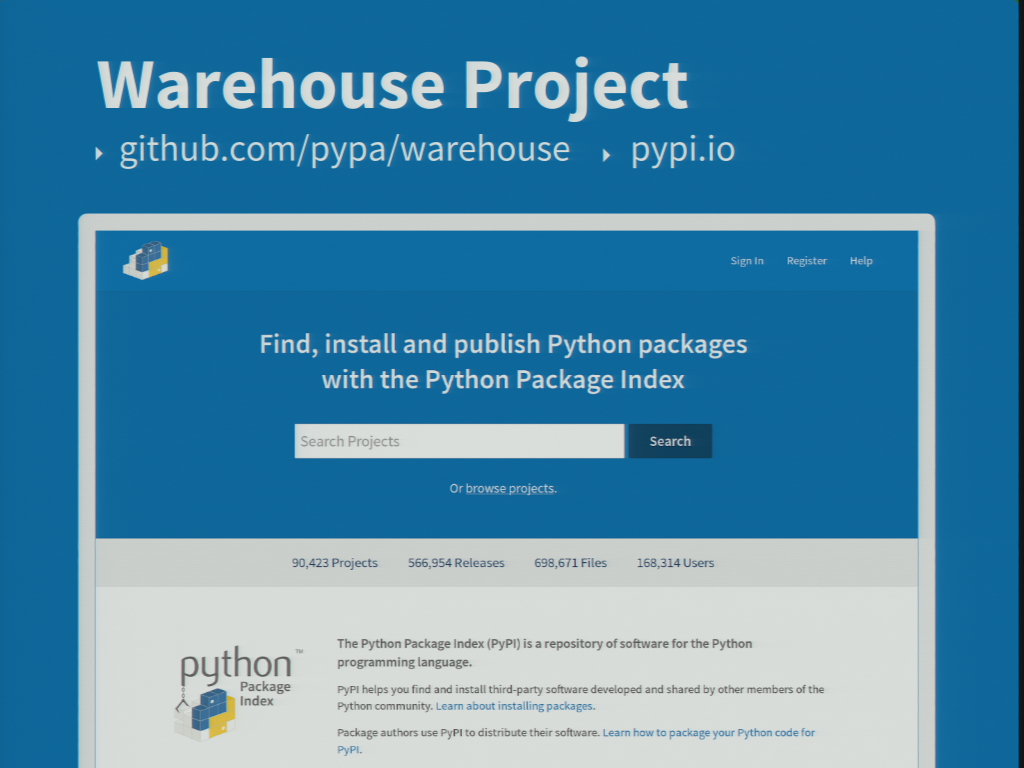 Warehouse Project
github.com/pypa/warehouse pypi.io
Sign In Register Help
Find, install and publish Python packages
with the Python Package Index
Search Projects Search
Or browse projects.
90,423 Projects 566,954 Releases 698,671 Files 168,314 Users
python™
Package
Index
The Python Package Index (PyPI) is a repository of software for the Python
programming language.
PyPI helps you find and install third-party software developed and shared by other members of the
Python community. Learn about installing packages.
Package authors use PyPI to distribute their software. Learn how to package your Python code for
PyPI.